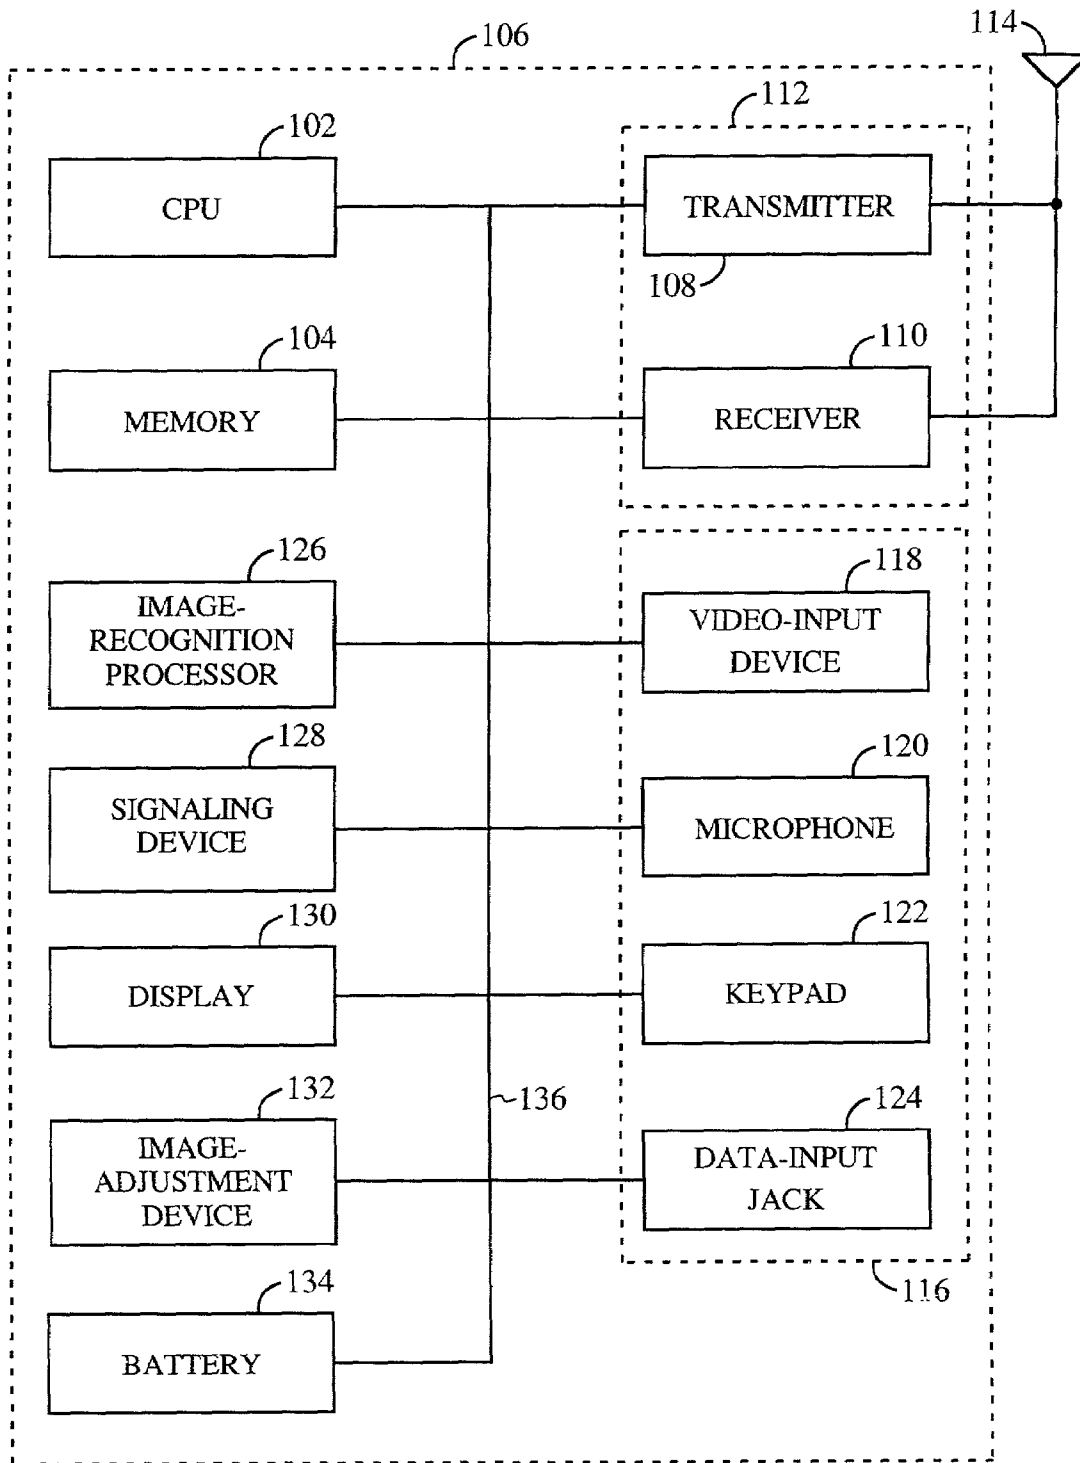 106
114
112
102
CPU
TRANSMITTER
108
104
MEMORY
110
RECEIVER
126
IMAGE-
RECOGNITION
PROCESSOR
118
VIDEO-INPUT
DEVICE
128
SIGNALING
DEVICE
120
MICROPHONE
130
DISPLAY
122
KEYPAD
132
IMAGE-
ADJUSTMENT
DEVICE
136
124
DATA-INPUT
JACK
116
134
BATTERY